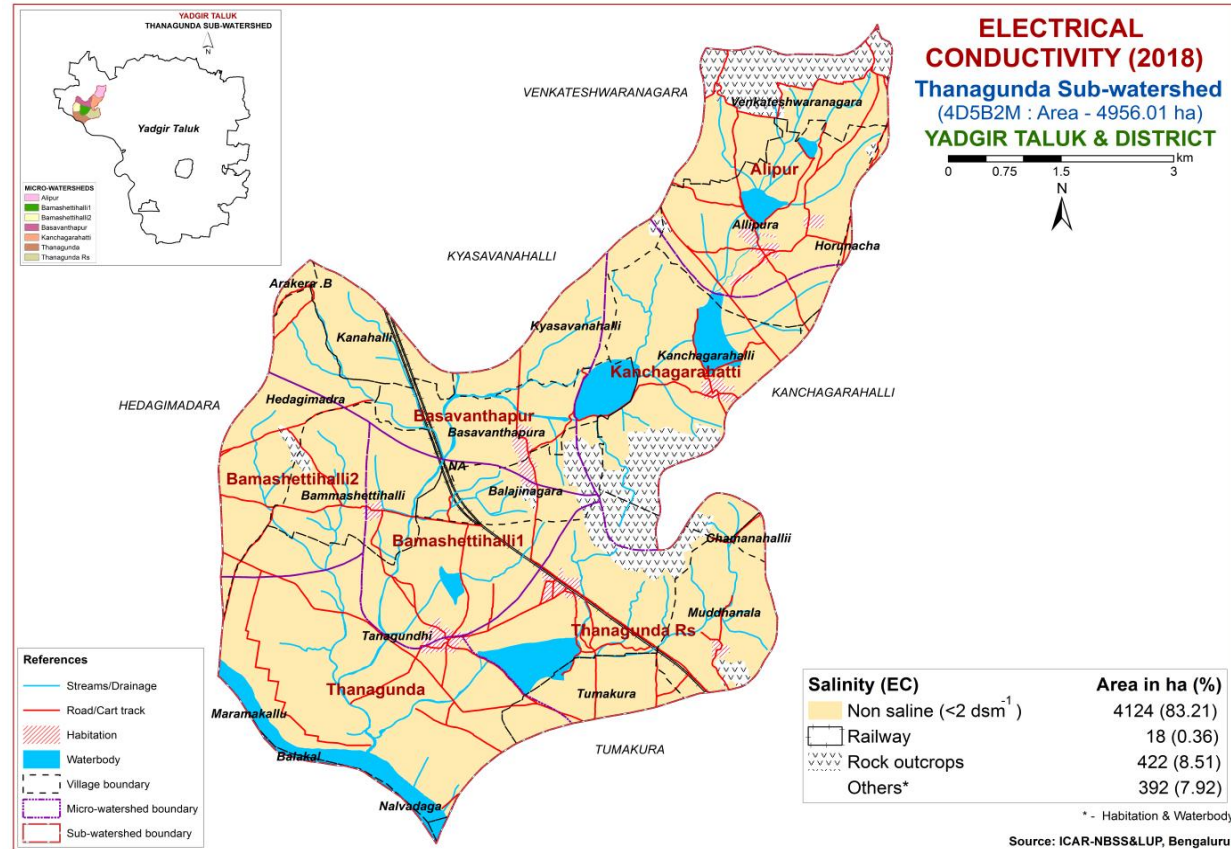 YADGIR TALUK
THANAGUNDA SUB-WATERSHED
N
Yadgir Taluk
MICRO-WATERSHEDS
Alipur
Bamashettihalli1
Bamashettihalli2
Basavanthapur
Kanchagarahatti
Thanagunda
Thanagunda Rs
ELECTRICAL
CONDUCTIVITY (2018)
Thanagunda Sub-watershed
(4D5B2M : Area - 4956.01 ha)
YADGIR TALUK & DISTRICT
km
0 0.75 1.5 3
N
VENKATESHWARANAGARA
Venkateshwaranagara
Alipur
Allipura
Horunacha
KYASAVANAHALLI
Arakera .B
Kanahalli
Kyasavanahalli
Kanchagarahalli
Kanchagarahatti
KANCHAGARAHALLI
HEDAGIMADARA
Hedagimadra
Basavanthapur
Basavanthapura
NA
Bamashettihalli2
Bammashettihalli
Balajinagara
Bamashettihalli1
Chamanahallii
Muddhanala
Tanagundhi
Thanagunda Rs
Thanagunda
Tumakura
Maramakallu
Balakal
TUMAKURA
Nalvadaga
References
Streams/Drainage
Road/Cart track
Habitation
Waterbody
Village boundary
Micro-watershed boundary
Sub-watershed boundary
Salinity (EC) Area in ha (%)
Non saline (<2 dsm-1 ) 4124 (83.21)
Railway 18 (0.36)
Rock outcrops 422 (8.51)
Others* 392 (7.92)
* - Habitation & Waterbody
Source: ICAR-NBSS&LUP, Bengaluru